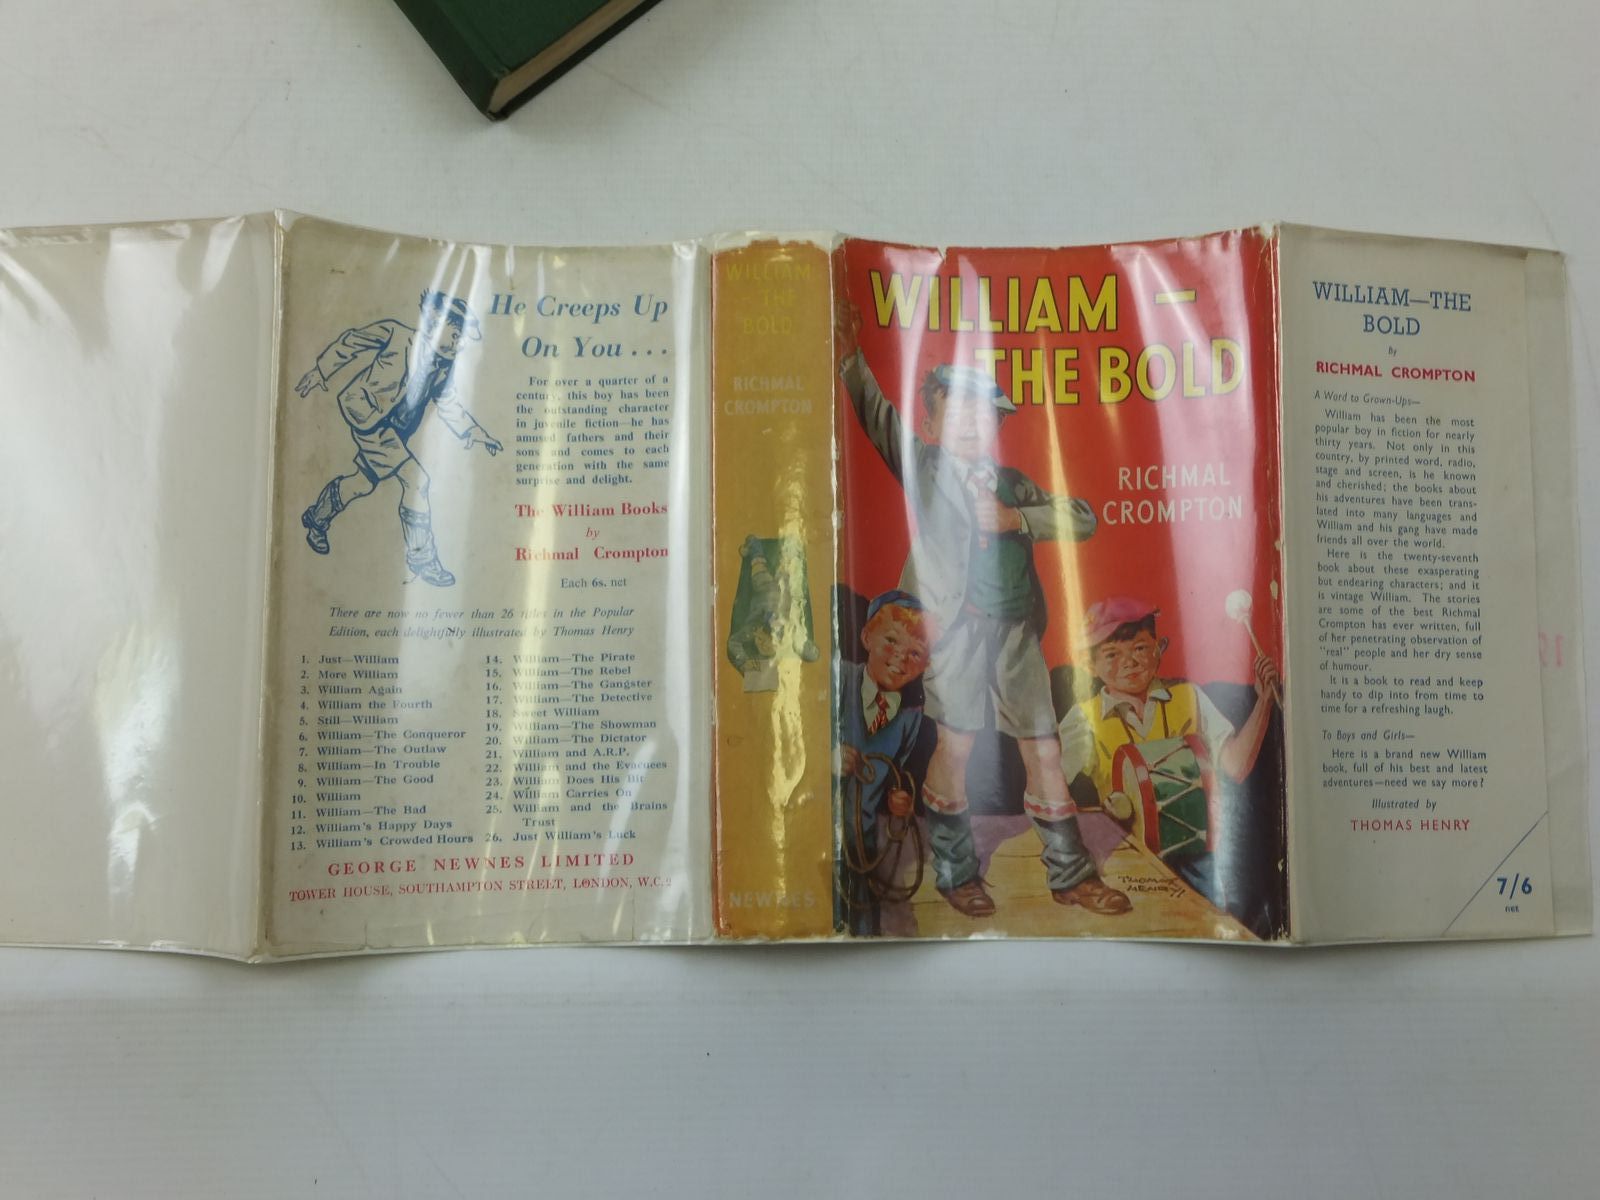 He Creeps Up
On You . . .
For over a quarter of a
century, this boy has been
the outstanding character
in juvenile fiction—he has
amused fathers and their
sons and comes to each
generation with the same
surprise and delight.
The William Books
by
Richmal Crompton
Each 6s. net
There are now no fewer than 26 titles in the Popular
Edition, each delightfully illustrated by Thomas Henry
1. Just—William
2. More William
3. William Again
4. William the Fourth
5. Still—William
6. William—The Conqueror
7. William—The Outlaw
8. William—In Trouble
9. William—The Good
10. William
11. William—The Bad
12. William's Happy Days
13. William's Crowded Hours
14. William—The Pirate
15. William—The Rebel
16. William—The Gangster
17. William—The Detective
18. Sweet William
19. William—The Showman
20. William—The Dictator
21. William and A.R.P.
22. William and the Evacuees
23. William Does His Bit
24. William Carries On
25. William and the Brains
Trust
26. Just William's Luck
GEORGE NEWNES LIMITED
TOWER HOUSE, SOUTHAMPTON STREET, LONDON, W.C.2
WILLIAM
THE
BOLD
RICHMAL
CROMPTON
NEWNES
WILLIAM –
THE BOLD
RICHMAL
CROMPTON
THOMAS
HENRY
WILLIAM—THE
BOLD
By
RICHMAL CROMPTON
A Word to Grown-Ups—
William has been the most
popular boy in fiction for nearly
thirty years. Not only in this
country, by printed word, radio,
stage and screen, is he known
and cherished; the books about
his adventures have been trans-
lated into many languages and
William and his gang have made
friends all over the world.
Here is the twenty-seventh
book about these exasperating
but endearing characters; and it
is vintage William. The stories
are some of the best Richmal
Crompton has ever written, full
of her penetrating observation of
"real" people and her dry sense
of humour.
It is a book to read and keep
handy to dip into from time to
time for a refreshing laugh.
To Boys and Girls—
Here is a brand new William
book, full of his best and latest
adventures—need we say more?
Illustrated by
THOMAS HENRY
7/6
net